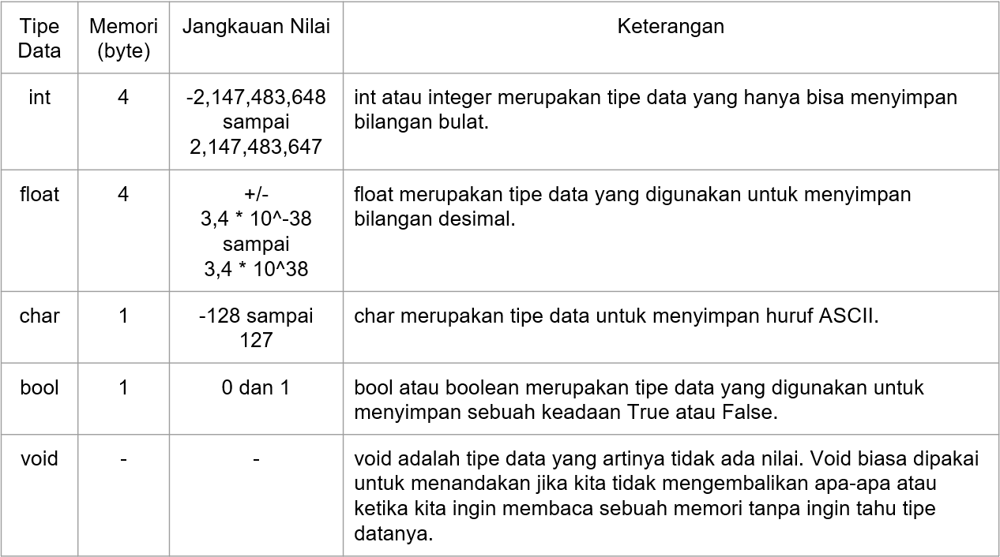 Tipe Data
Memori (byte)
Jangkauan Nilai
Keterangan
int
4
-2,147,483,648
sampai
2,147,483,647
int atau integer merupakan tipe data yang hanya bisa menyimpan
bilangan bulat.
float
4
+/-
3,4 * 10^-38
sampai
3,4 * 10^38
float merupakan tipe data yang digunakan untuk menyimpan
bilangan desimal.
char
1
-128 sampai
127
char merupakan tipe data untuk menyimpan huruf ASCII.
bool
1
0 dan 1
bool atau boolean merupakan tipe data yang digunakan untuk
menyimpan sebuah keadaan True atau False.
void
-
-
void adalah tipe data yang artinya tidak ada nilai. Void biasa dipakai
untuk menandakan jika kita tidak mengembalikan apa-apa atau
ketika kita ingin membaca sebuah memori tanpa ingin tahu tipe
datanya.